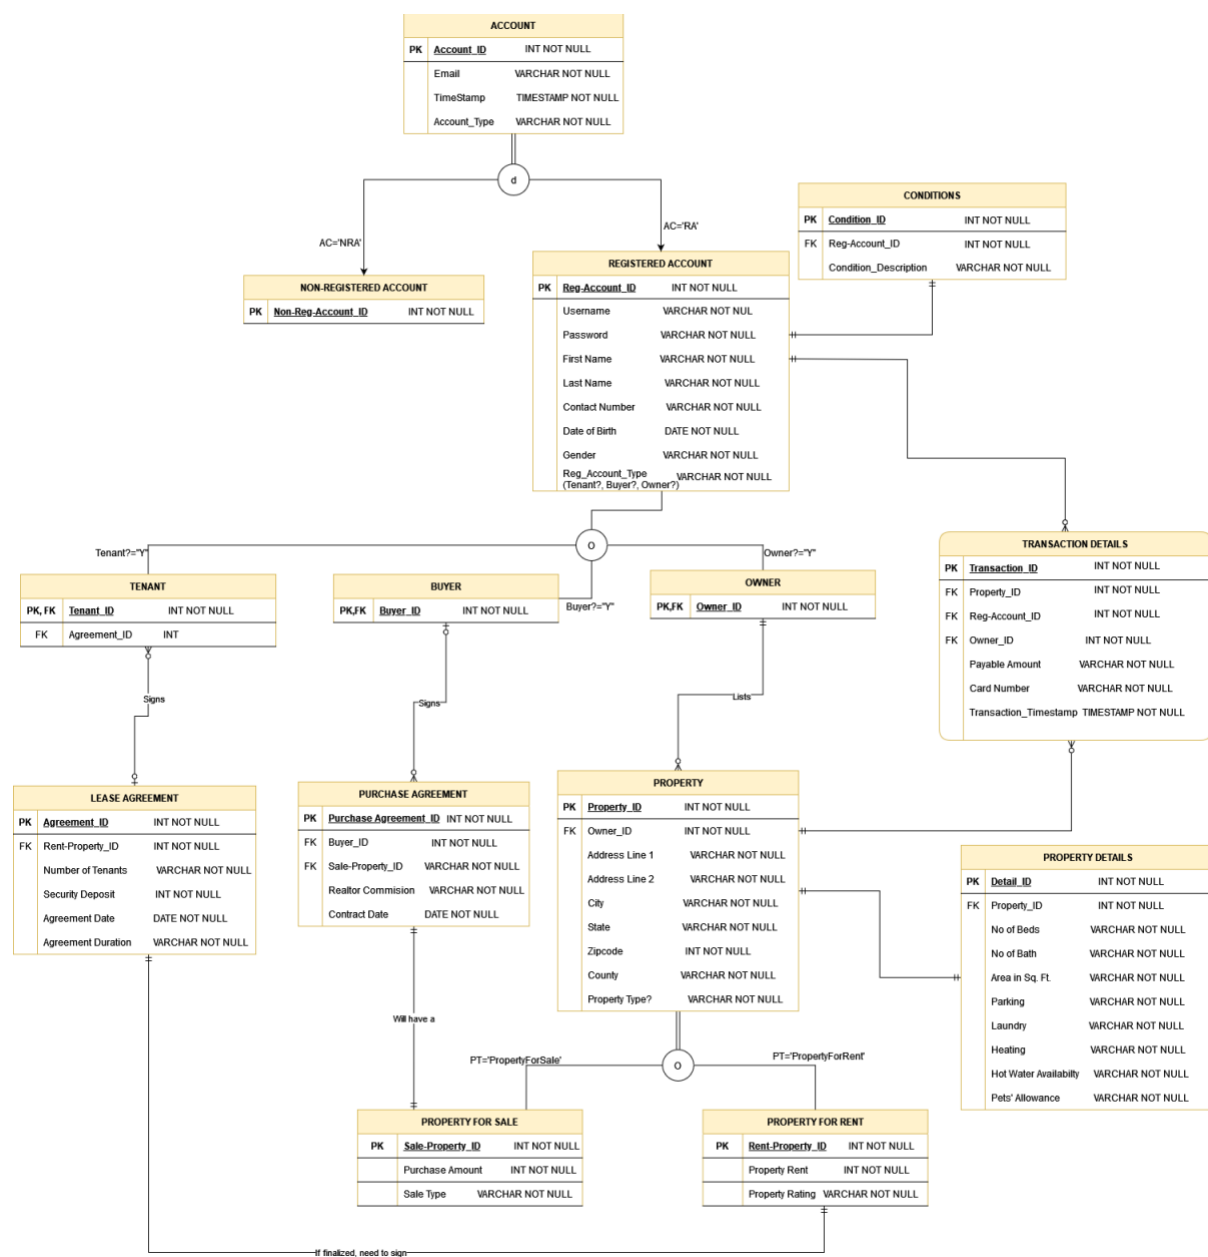 ACCOUNT
PK Account_ID INT NOT NULL
Email VARCHAR NOT NULL
TimeStamp TIMESTAMP NOT NULL
Account_Type VARCHAR NOT NULL
d
AC='NRA'
AC='RA'
CONDITIONS
PK Condition_ID INT NOT NULL
FK Reg-Account_ID INT NOT NULL
Condition_Description VARCHAR NOT NULL
NON-REGISTERED ACCOUNT
PK Non-Reg-Account_ID INT NOT NULL
REGISTERED ACCOUNT
PK Reg-Account_ID INT NOT NULL
Username VARCHAR NOT NUL
Password VARCHAR NOT NULL
First Name VARCHAR NOT NULL
Last Name VARCHAR NOT NULL
Contact Number VARCHAR NOT NULL
Date of Birth DATE NOT NULL
Gender VARCHAR NOT NULL
Reg_Account_Type VARCHAR NOT NULL
(Tenant?, Buyer?, Owner?)
O
Tenant?="Y"
Buyer?="Y"
Owner?="Y"
TENANT
PK, FK Tenant_ID INT NOT NULL
FK Agreement_ID INT
BUYER
PK,FK Buyer_ID INT NOT NULL
OWNER
PK,FK Owner_ID INT NOT NULL
TRANSACTION DETAILS
PK Transaction_ID INT NOT NULL
FK Property_ID INT NOT NULL
FK Reg-Account_ID INT NOT NULL
FK Owner_ID INT NOT NULL
Payable Amount VARCHAR NOT NULL
Card Number VARCHAR NOT NULL
Transaction_Timestamp TIMESTAMP NOT NULL
Signs
Signs
Lists
LEASE AGREEMENT
PK Agreement_ID INT NOT NULL
FK Rent-Property_ID INT NOT NULL
Number of Tenants VARCHAR NOT NULL
Security Deposit INT NOT NULL
Agreement Date DATE NOT NULL
Agreement Duration VARCHAR NOT NULL
PURCHASE AGREEMENT
PK Purchase Agreement_ID INT NOT NULL
FK Buyer_ID INT NOT NULL
FK Sale-Property_ID VARCHAR NOT NULL
Realtor Commision VARCHAR NOT NULL
Contract Date DATE NOT NULL
PROPERTY
PK Property_ID INT NOT NULL
FK Owner_ID INT NOT NULL
Address Line 1 VARCHAR NOT NULL
Address Line 2 VARCHAR NOT NULL
City VARCHAR NOT NULL
State VARCHAR NOT NULL
Zipcode INT NOT NULL
County VARCHAR NOT NULL
Property Type? VARCHAR NOT NULL
PROPERTY DETAILS
PK Detail_ID INT NOT NULL
FK Property_ID INT NOT NULL
No of Beds VARCHAR NOT NULL
No of Bath VARCHAR NOT NULL
Area in Sq. Ft. VARCHAR NOT NULL
Parking VARCHAR NOT NULL
Laundry VARCHAR NOT NULL
Heating VARCHAR NOT NULL
Hot Water Availabilty VARCHAR NOT NULL
Pets' Allowance VARCHAR NOT NULL
Will have a
O
PT='PropertyForSale'
PT='PropertyForRent'
PROPERTY FOR SALE
PK Sale-Property_ID INT NOT NULL
Purchase Amount INT NOT NULL
Sale Type VARCHAR NOT NULL
PROPERTY FOR RENT
PK Rent-Property_ID INT NOT NULL
Property Rent INT NOT NULL
Property Rating VARCHAR NOT NULL
If finalized, need to sign